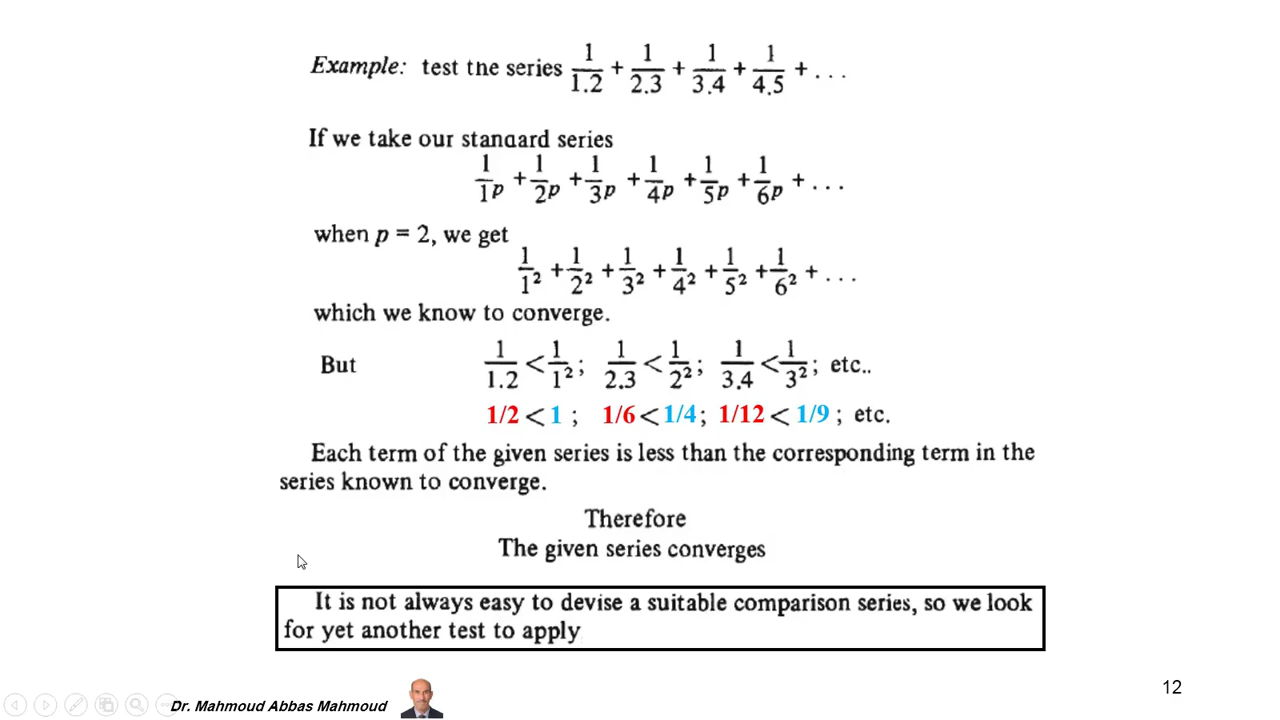 Example: test the series 1/1.2 + 1/2.3 + 1/3.4 + 1/4.5 + ...
If we take our standard series
1/1^p + 1/2^p + 1/3^p + 1/4^p + 1/5^p + 1/6^p + ...
when p = 2, we get
1/1² + 1/2² + 1/3² + 1/4² + 1/5² + 1/6² + ...
which we know to converge.
But 1/1.2 < 1/1²; 1/2.3 < 1/2²; 1/3.4 < 1/3²; etc..
1/2 < 1 ; 1/6 < 1/4; 1/12 < 1/9 ; etc.
Each term of the given series is less than the corresponding term in the
series known to converge.
Therefore
The given series converges
It is not always easy to devise a suitable comparison series, so we look
for yet another test to apply
12
Dr. Mahmoud Abbas Mahmoud